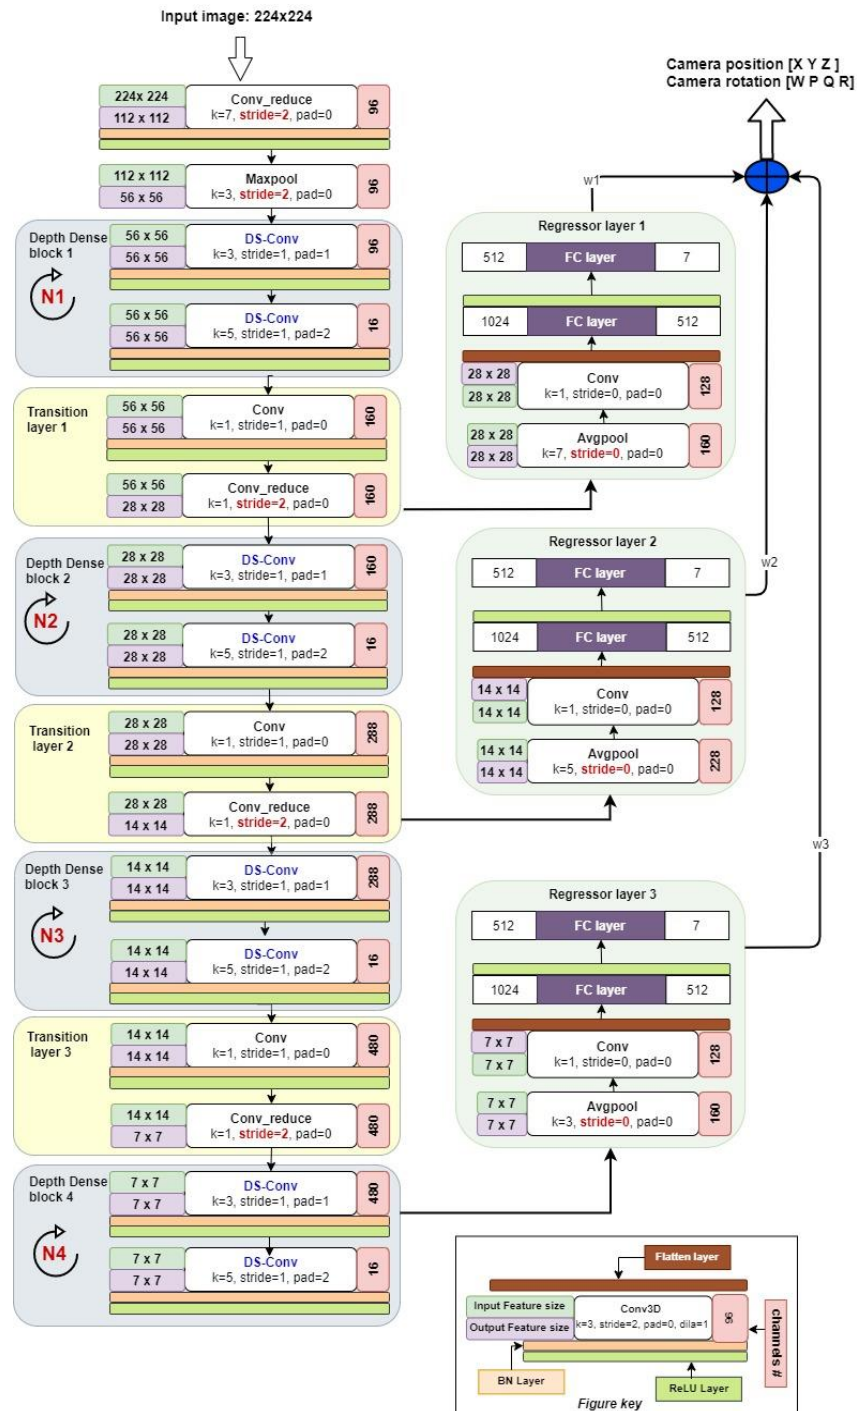 Input image: 224x224
224x 224
112 x 112
Conv_reduce
k=7, stride=2, pad=0
96
112 x 112
56 x 56
Maxpool
k=3, stride=2, pad=0
96
Depth Dense
block 1
N1
56 x 56
56 x 56
DS-Conv
k=3, stride=1, pad=1
96
56 x 56
56 x 56
DS-Conv
k=5, stride=1, pad=2
16
Transition
layer 1
56 x 56
56 x 56
Conv
k=1, stride=1, pad=0
160
56 x 56
28 x 28
Conv_reduce
k=1, stride=2, pad=0
160
Depth Dense
block 2
N2
28 x 28
28 x 28
DS-Conv
k=3, stride=1, pad=1
160
28 x 28
28 x 28
DS-Conv
k=5, stride=1, pad=2
16
Transition
layer 2
28 x 28
28 x 28
Conv
k=1, stride=1, pad=0
288
28 x 28
14 x 14
Conv_reduce
k=1, stride=2, pad=0
288
Depth Dense
block 3
N3
14 x 14
14 x 14
DS-Conv
k=3, stride=1, pad=1
288
14 x 14
14 x 14
DS-Conv
k=5, stride=1, pad=2
16
Transition
layer 3
14 x 14
14 x 14
Conv
k=1, stride=1, pad=0
480
14 x 14
7 x 7
Conv_reduce
k=1, stride=2, pad=0
480
Depth Dense
block 4
N4
7 x 7
7 x 7
DS-Conv
k=3, stride=1, pad=1
480
7 x 7
7 x 7
DS-Conv
k=5, stride=1, pad=2
16
Camera position [X Y Z ]
Camera rotation [W P Q R]
w1
w2
w3
Regressor layer 1
512 FC layer 7
1024 FC layer 512
28 x 28
28 x 28
Conv
k=1, stride=0, pad=0
128
28 x 28
28 x 28
Avgpool
k=7, stride=0, pad=0
160
Regressor layer 2
512 FC layer 7
1024 FC layer 512
14 x 14
14 x 14
Conv
k=1, stride=0, pad=0
128
14 x 14
14 x 14
Avgpool
k=5, stride=0, pad=0
228
Regressor layer 3
512 FC layer 7
1024 FC layer 512
7 x 7
7 x 7
Conv
k=1, stride=0, pad=0
128
7 x 7
7 x 7
Avgpool
k=3, stride=0, pad=0
160
Flatten layer
Input Feature size
Output Feature size
Conv3D
k=3, stride=2, pad=0, dila=1
96
channels #
BN Layer
ReLU Layer
Figure key